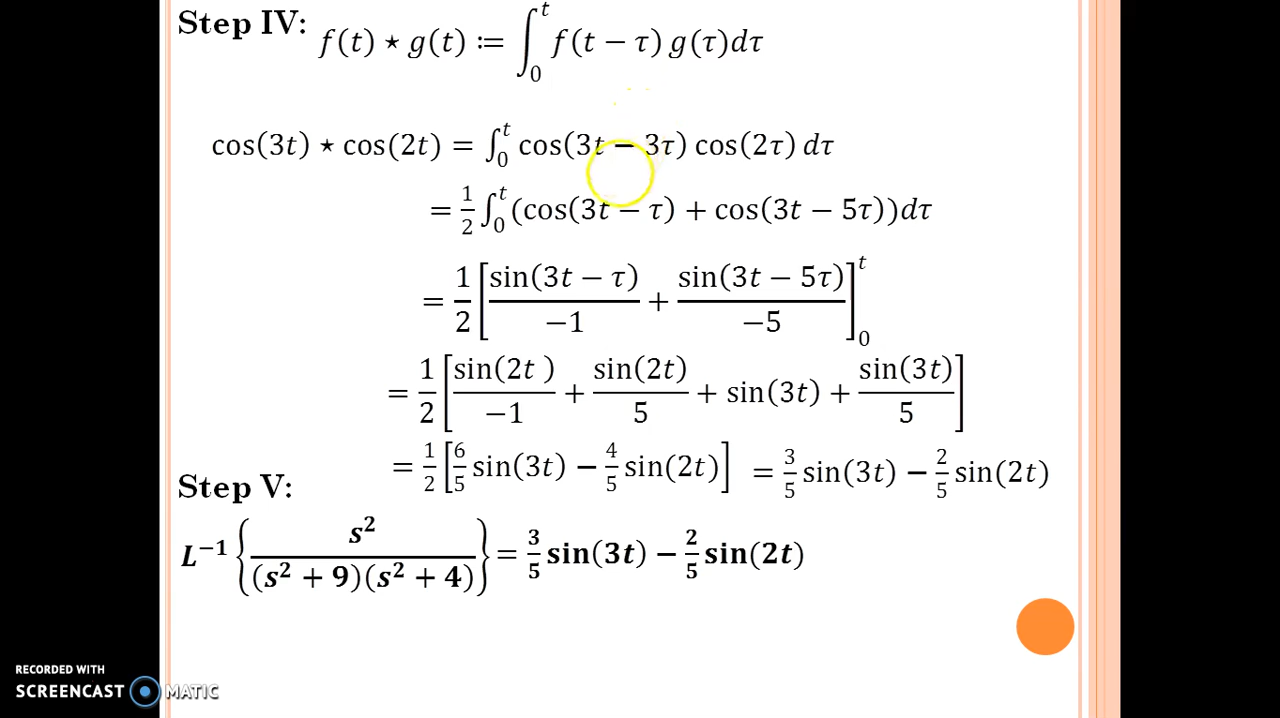 Step IV: f(t) ⋆ g(t) ≔ ∫₀ᵗ f(t − τ) g(τ)dτ
cos(3t) ⋆ cos(2t) = ∫₀ᵗ cos(3t − 3τ) cos(2τ) dτ
= 1/2 ∫₀ᵗ (cos(3t − τ) + cos(3t − 5τ))dτ
= 1/2 [sin(3t − τ)/−1 + sin(3t − 5τ)/−5]₀ᵗ
= 1/2 [sin(2t )/−1 + sin(2t)/5 + sin(3t) + sin(3t)/5]
= 1/2 [6/5 sin(3t) − 4/5 sin(2t)] = 3/5 sin(3t) − 2/5 sin(2t)
Step V:
L⁻¹ {s²/((s² + 9)(s² + 4))} = 3/5 sin(3t) − 2/5 sin(2t)
RECORDED WITH
SCREENCAST MATIC